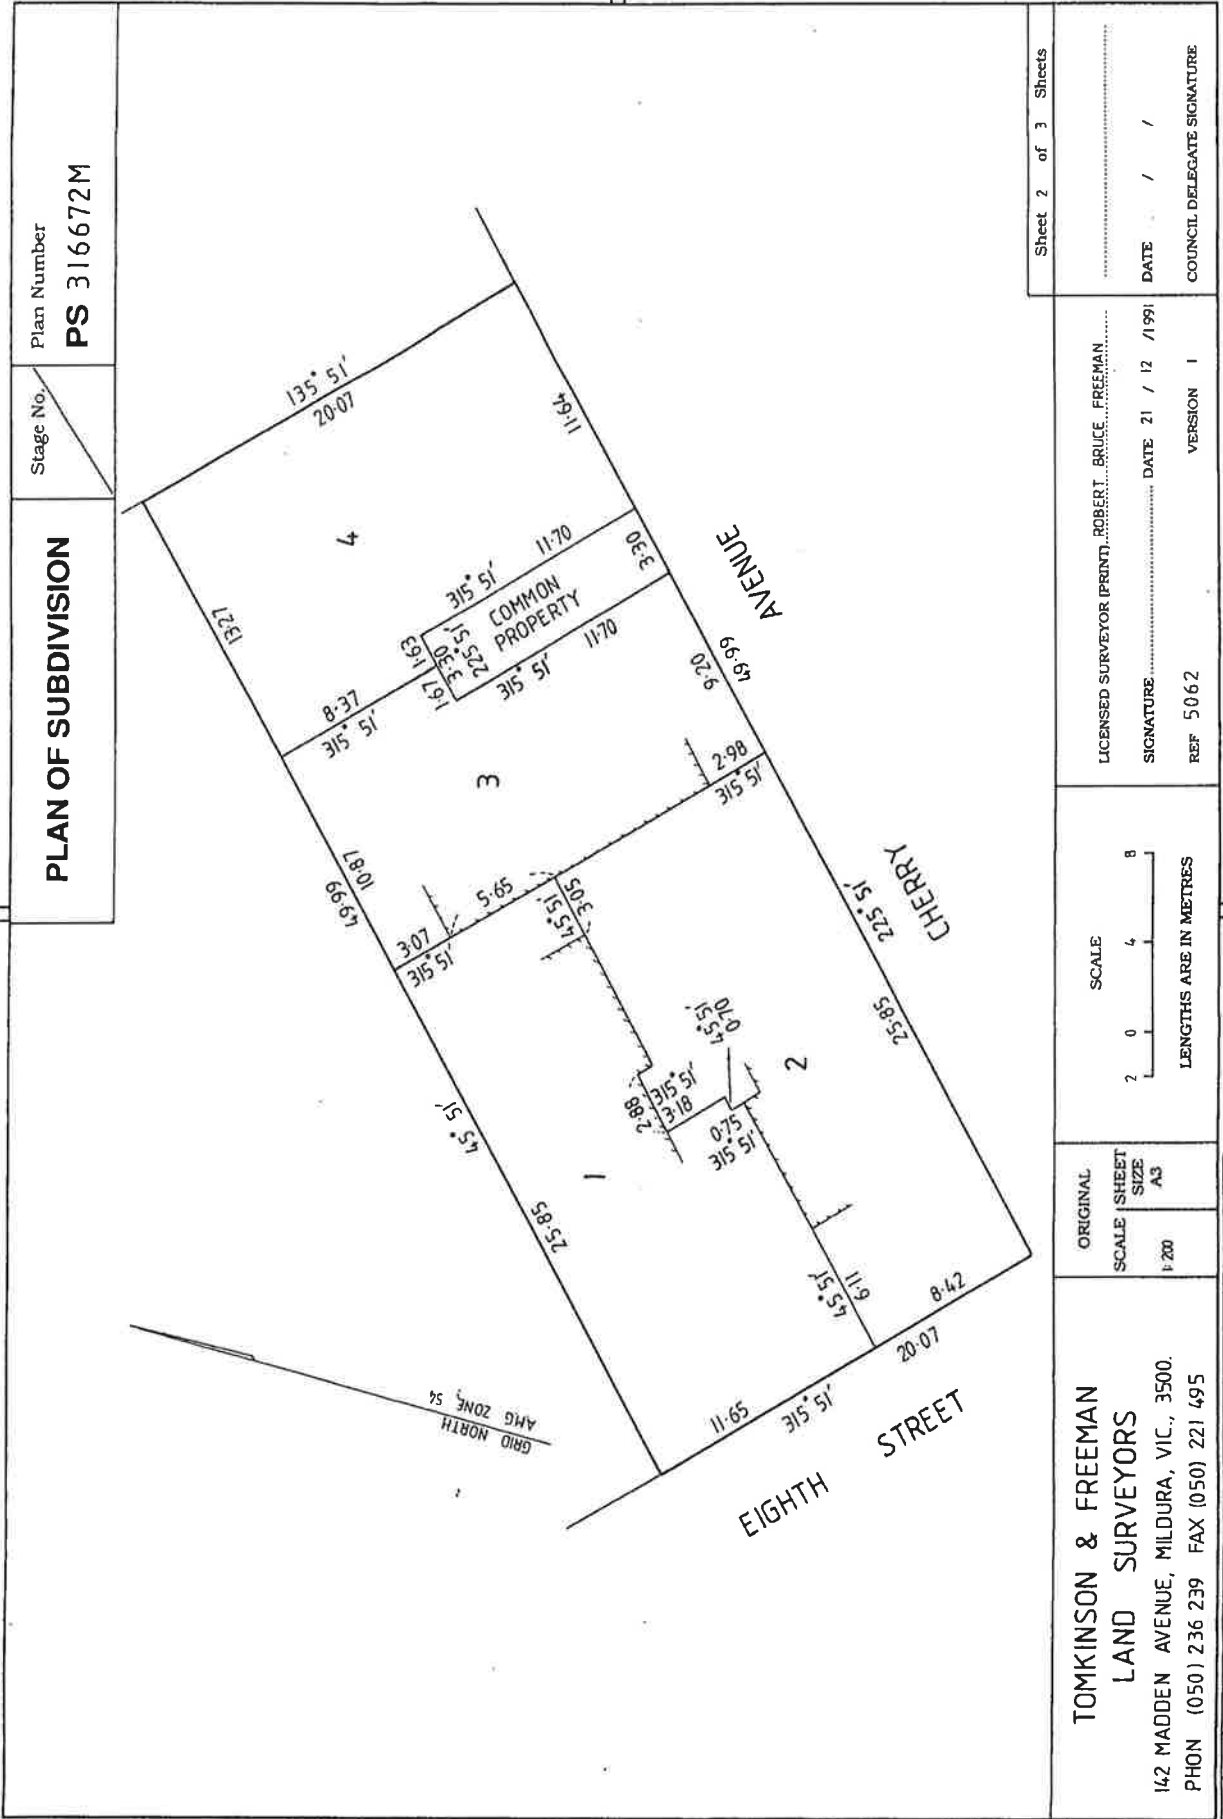 PLAN OF SUBDIVISION
Stage No.
Plan Number
PS 316672M
135° 51'
20·07
13·27
4
11·64
315° 51'
11·70
1·63
3·30
225° 51'
COMMON
PROPERTY
1·67
315° 51'
11·70
3·30
8·37
315° 51'
AVENUE
9·20
49·99
3
2·98
315° 51'
49·99
10·87
5·65
3·07
315° 51'
45° 51'
3·05
225° 51'
CHERRY
45° 51'
0·70
2
25·85
315° 51'
3·18
2·88
0·75
315° 51'
45° 51'
1
25·85
45° 51'
6·11
8·42
20·07
11·65
315° 51'
EIGHTH STREET
GRID NORTH
AMG ZONE, 54
Sheet 2 of 3 Sheets
TOMKINSON & FREEMAN
LAND SURVEYORS
142 MADDEN AVENUE, MILDURA, VIC., 3500.
PHON (050) 236 239 FAX (050) 221 495
ORIGINAL
SCALE
SHEET
SIZE
A3
1:200
SCALE
2 0 4 8
LENGTHS ARE IN METRES
LICENSED SURVEYOR (PRINT) ROBERT BRUCE FREEMAN
SIGNATURE DATE 21 / 12 /1991
REF 5062 VERSION 1
DATE / /
COUNCIL DELEGATE SIGNATURE